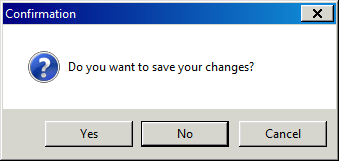 Confirmation
Do you want to save your changes?
Yes No Cancel